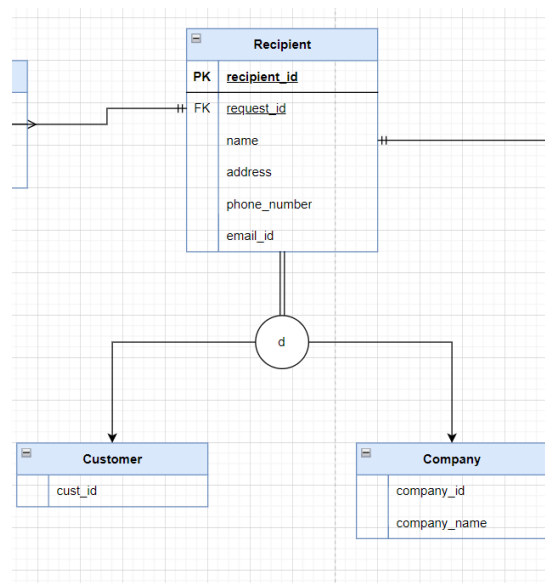 Recipient
PK recipient_id
FK request_id
name
address
phone_number
email_id
d
Customer
cust_id
Company
company_id
company_name